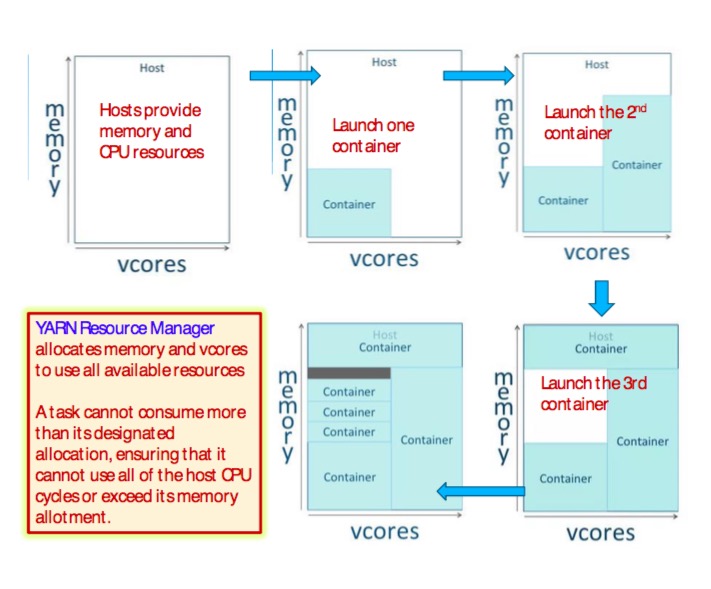 Host
Hosts provide
memory and
CPU resources
memory
vcores
Host
Launch one
container
Container
memory
vcores
Host
Launch the 2nd
container
Container
Container
memory
vcores
YARN Resource Manager
allocates memory and vcores
to use all available resources
A task cannot consume more
than its designated
allocation, ensuring that it
cannot use all of the host CPU
cycles or exceed its memory
allotment.
Host
Container
Container
Container
Container
Container
Container
memory
vcores
Host
Container
Launch the 3rd
container
Container
Container
memory
vcores